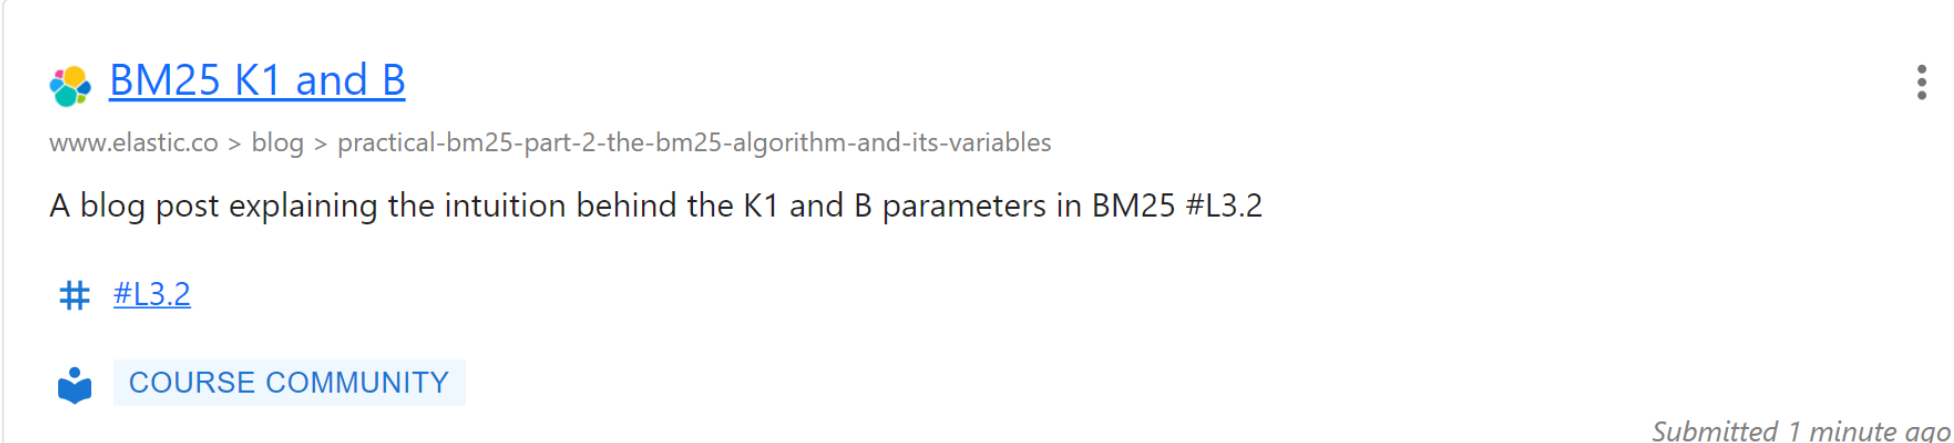 BM25 K1 and B
www.elastic.co > blog > practical-bm25-part-2-the-bm25-algorithm-and-its-variables
A blog post explaining the intuition behind the K1 and B parameters in BM25 #L3.2
#L3.2
COURSE COMMUNITY
Submitted 1 minute ago